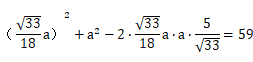 (√33/18 a)² + a² − 2·√33/18 a·a·5/√33 = 59